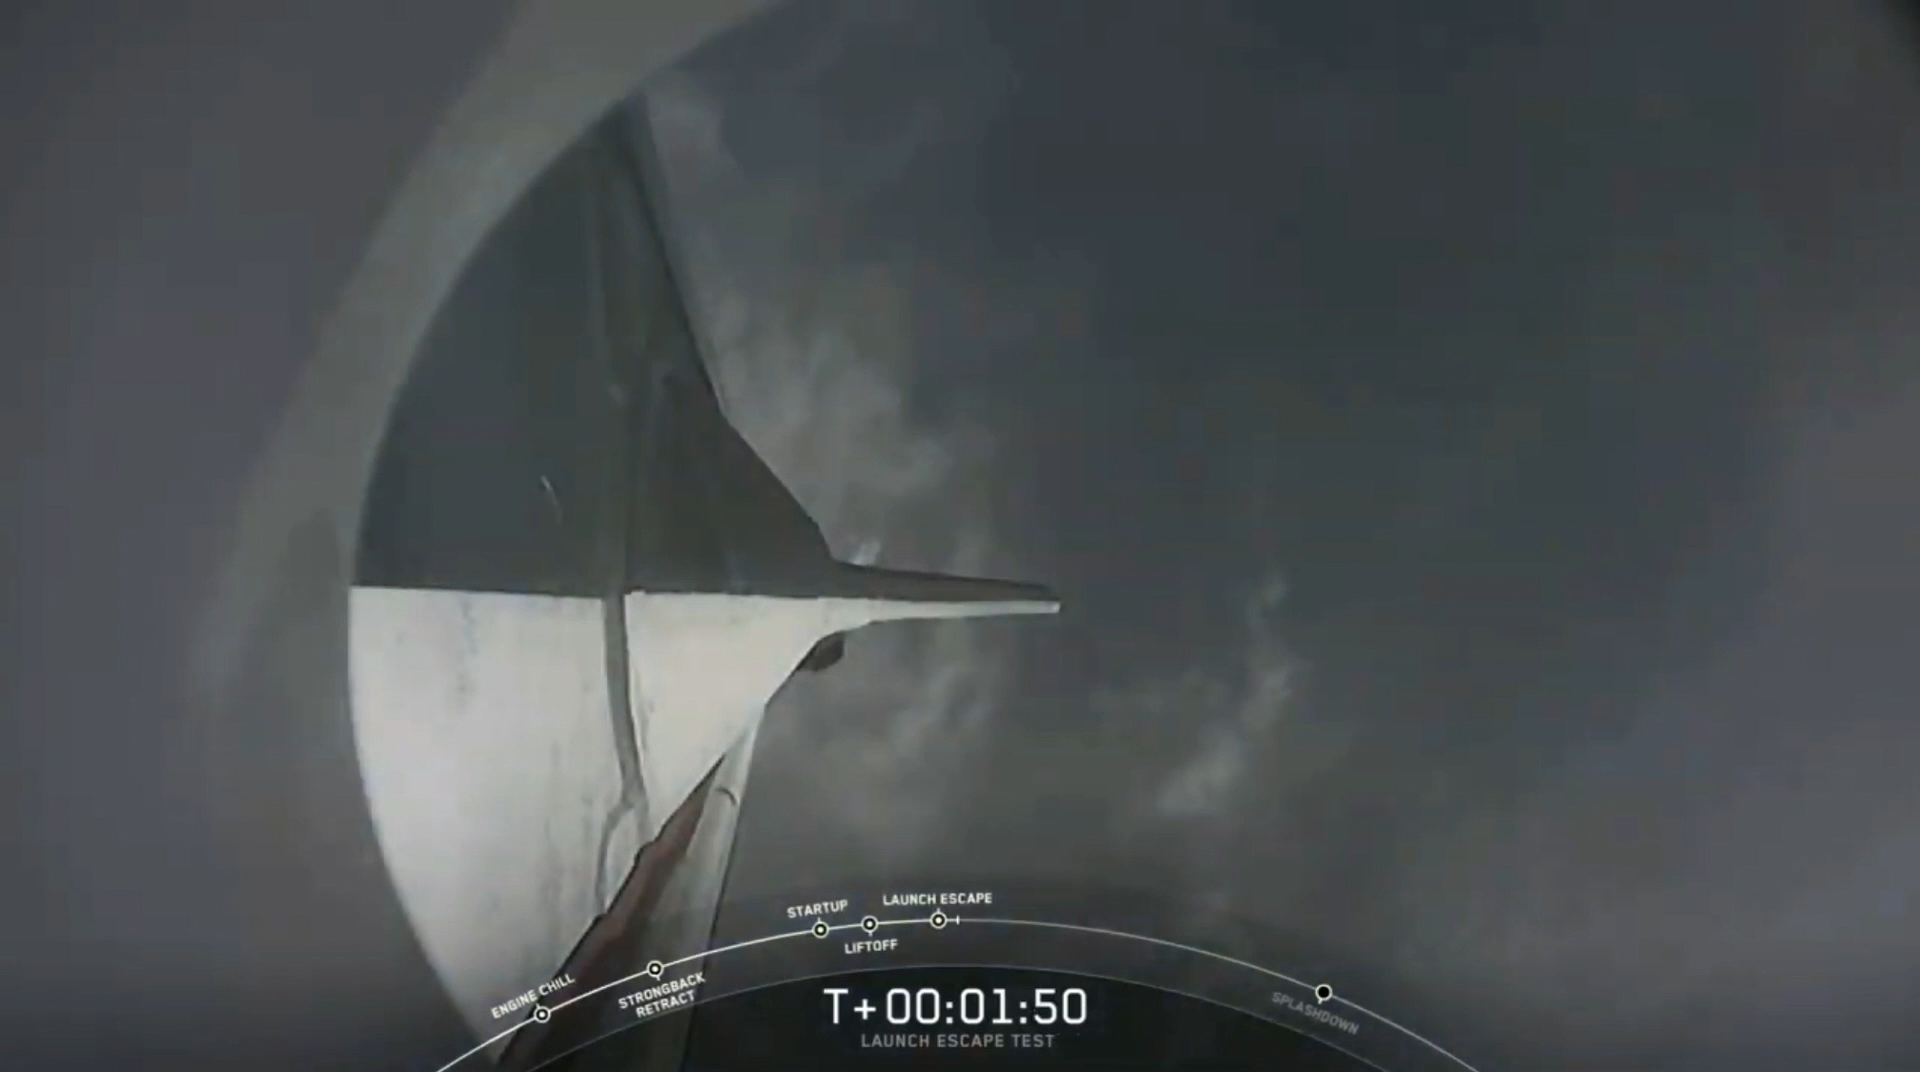 ENGINE CHILL
STRONGBACK
RETRACT
STARTUP
LIFTOFF
LAUNCH ESCAPE
SPLASHDOWN
T+00:01:50
LAUNCH ESCAPE TEST